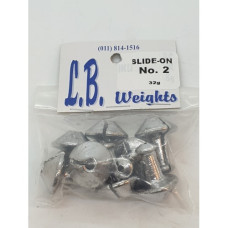 (011) 814-1516
SLIDE-ON
No. 2
32g
L.B. Weights